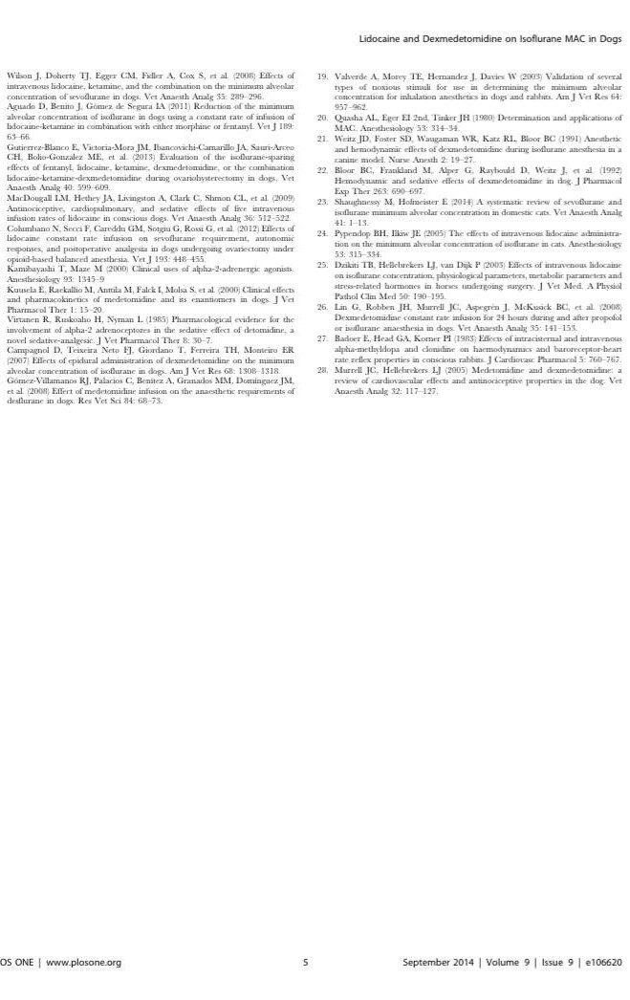 Lidocaine and Dexmedetomidine on Isoflurane MAC in Dogs
Wilson J, Doherty TJ, Egger CM, Fidler A, Cox S, et al. (2008) Effects of
intravenous lidocaine, ketamine, and the combination on the minimum alveolar
concentration of sevoflurane in dogs. Vet Anaesth Analg 35: 289–296.
Aguado D, Benito J, Gómez de Segura IA (2011) Reduction of the minimum
alveolar concentration of isoflurane in dogs using a constant rate of infusion of
lidocaine-ketamine in combination with either morphine or fentanyl. Vet J 189:
63–66.
Gutierrez-Blanco E, Victoria-Mora JM, Ibancovichi-Camarillo JA, Sauri-Arceo
CH, Bolio-Gonzalez ME, et al. (2013) Evaluation of the isoflurane-sparing
effects of fentanyl, lidocaine, ketamine, dexmedetomidine, or the combination
lidocaine-ketamine-dexmedetomidine during ovariohysterectomy in dogs. Vet
Anaesth Analg 40: 599–609.
MacDougall LM, Hethey JA, Livingston A, Clark C, Shmon CL, et al. (2009)
Antinociceptive, cardiopulmonary, and sedative effects of five intravenous
infusion rates of lidocaine in conscious dogs. Vet Anaesth Analg 36: 512–522.
Columbano N, Secci F, Careddu GM, Sotgiu G, Rossi G, et al. (2012) Effects of
lidocaine constant rate infusion on sevoflurane requirement, autonomic
responses, and postoperative analgesia in dogs undergoing ovariectomy under
opioid-based balanced anesthesia. Vet J 193: 448–455.
Kamibayashi T, Maze M (2000) Clinical uses of alpha-2-adrenergic agonists.
Anesthesiology 93: 1345–9
Kuusela E, Raekallio M, Anttila M, Falck I, Molsa S, et al. (2000) Clinical effects
and pharmacokinetics of medetomidine and its enantiomers in dogs. J Vet
Pharmacol Ther 1: 15–20.
Virtanen R, Ruskoaho H, Nyman L (1985) Pharmacological evidence for the
involvement of alpha-2 adrenoceptores in the sedative effect of detomidine, a
novel sedative-analgesic. J Vet Pharmacol Ther 8: 30–7.
Campagnol D, Teixeira Neto FJ, Giordano T, Ferreira TH, Monteiro ER
(2007) Effects of epidural administration of dexmedetomidine on the minimum
alveolar concentration of isoflurane in dogs. Am J Vet Res 68: 1308–1318.
Gómez-Villamanos RJ, Palacios C, Benitez A, Granados MM, Dominguez JM,
et al. (2008) Effect of medetomidine infusion on the anaesthetic requirements of
desflurane in dogs. Res Vet Sci 84: 68–73.
19. Valverde A, Morey TE, Hernandez J, Davies W (2003) Validation of several
types of noxious stimuli for use in determining the minimum alveolar
concentration for inhalation anesthetics in dogs and rabbits. Am J Vet Res 64:
957–962.
20. Quasha AL, Eger EI 2nd, Tinker JH (1980) Determination and applications of
MAC. Anesthesiology 53: 314–34.
21. Weitz JD, Foster SD, Waugaman WR, Katz RL, Bloor BC (1991) Anesthetic
and hemodynamic effects of dexmedetomidine during isoflurane anesthesia in a
canine model. Nurse Anesth 2: 19–27.
22. Bloor BC, Frankland M, Alper G, Raybould D, Weitz J, et al. (1992)
Hemodynamic and sedative effects of dexmedetomidine in dog. J Pharmacol
Exp Ther 263: 690–697.
23. Shaughnessy M, Hofmeister E (2014) A systematic review of sevoflurane and
isoflurane minimum alveolar concentration in domestic cats. Vet Anaesth Analg
41: 1–13.
24. Pypendop BH, Ilkiw JE (2005) The effects of intravenous lidocaine administra-
tion on the minimum alveolar concentration of isoflurane in cats. Anesthesiology
53: 315–334.
25. Dzikiti TB, Hellebrekers LJ, van Dijk P (2003) Effects of intravenous lidocaine
on isoflurane concentration, physiological parameters, metabolic parameters and
stress-related hormones in horses undergoing surgery. J Vet Med. A Physiol
Pathol Clin Med 50: 190–195.
26. Lin G, Robben JH, Murrell JC, Aspegrén J, McKusick BC, et al. (2008)
Dexmedetomidine constant rate infusion for 24 hours during and after propofol
or isoflurane anaesthesia in dogs. Vet Anaesth Analg 35: 141–153.
27. Badoer E, Head GA, Korner PI (1983) Effects of intracisternal and intravenous
alpha-methyldopa and clonidine on haemodynamics and baroreceptor-heart
rate reflex properties in conscious rabbits. J Cardiovasc Pharmacol 5: 760–767.
28. Murrell JC, Hellebrekers LJ (2005) Medetomidine and dexmedetomidine: a
review of cardiovascular effects and antinociceptive properties in the dog. Vet
Anaesth Analg 32: 117–127.
OS ONE | www.plosone.org 5 September 2014 | Volume 9 | Issue 9 | e106620